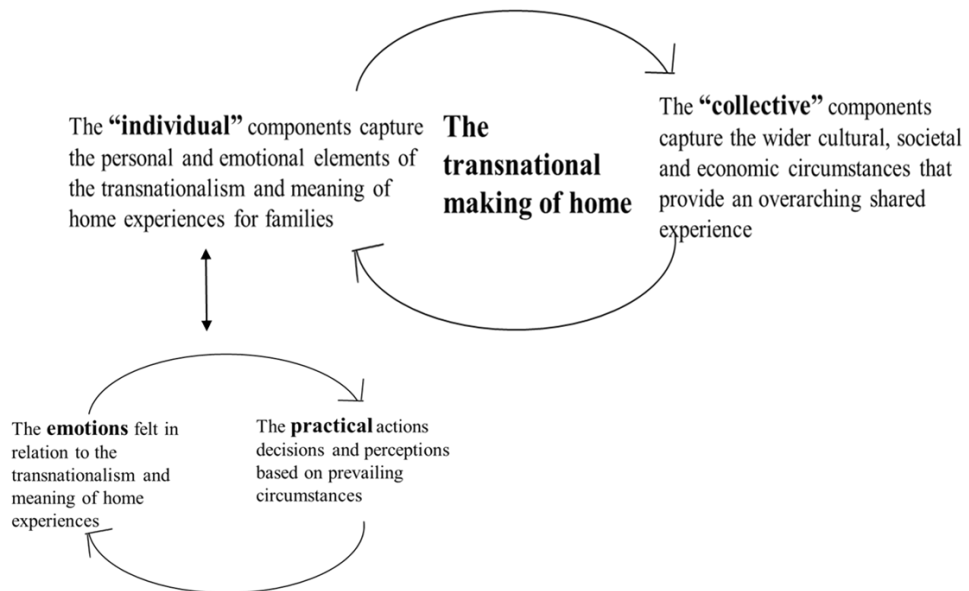 The “individual” components capture
the personal and emotional elements of
the transnationalism and meaning of
home experiences for families
The
transnational
making of home
The “collective” components
capture the wider cultural, societal
and economic circumstances that
provide an overarching shared
experience
The emotions felt in
relation to the
transnationalism and
meaning of home
experiences
The practical actions
decisions and perceptions
based on prevailing
circumstances